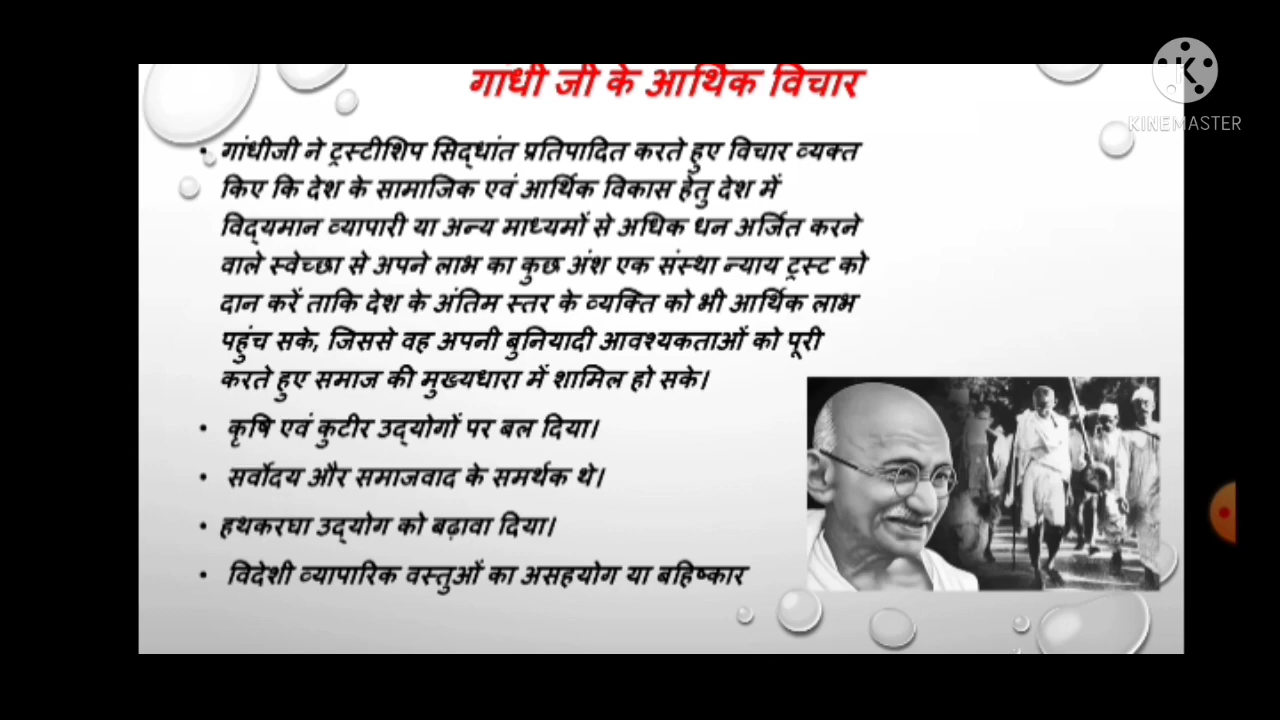 गांधी जी के आर्थिक विचार
KINEMASTER
• गांधीजी ने ट्रस्टीशिप सिद्धांत प्रतिपादित करते हुए विचार व्यक्त
किए कि देश के सामाजिक एवं आर्थिक विकास हेतु देश में
विद्यमान व्यापारी या अन्य माध्यमों से अधिक धन अर्जित करने
वाले स्वेच्छा से अपने लाभ का कुछ अंश एक संस्था न्याय ट्रस्ट को
दान करें ताकि देश के अंतिम स्तर के व्यक्ति को भी आर्थिक लाभ
पहुंच सके, जिससे वह अपनी बुनियादी आवश्यकताओं को पूरी
करते हुए समाज की मुख्यधारा में शामिल हो सके।
• कृषि एवं कुटीर उद्योगों पर बल दिया।
• सर्वोदय और समाजवाद के समर्थक थे।
• हथकरघा उद्योग को बढ़ावा दिया।
• विदेशी व्यापारिक वस्तुओं का असहयोग या बहिष्कार